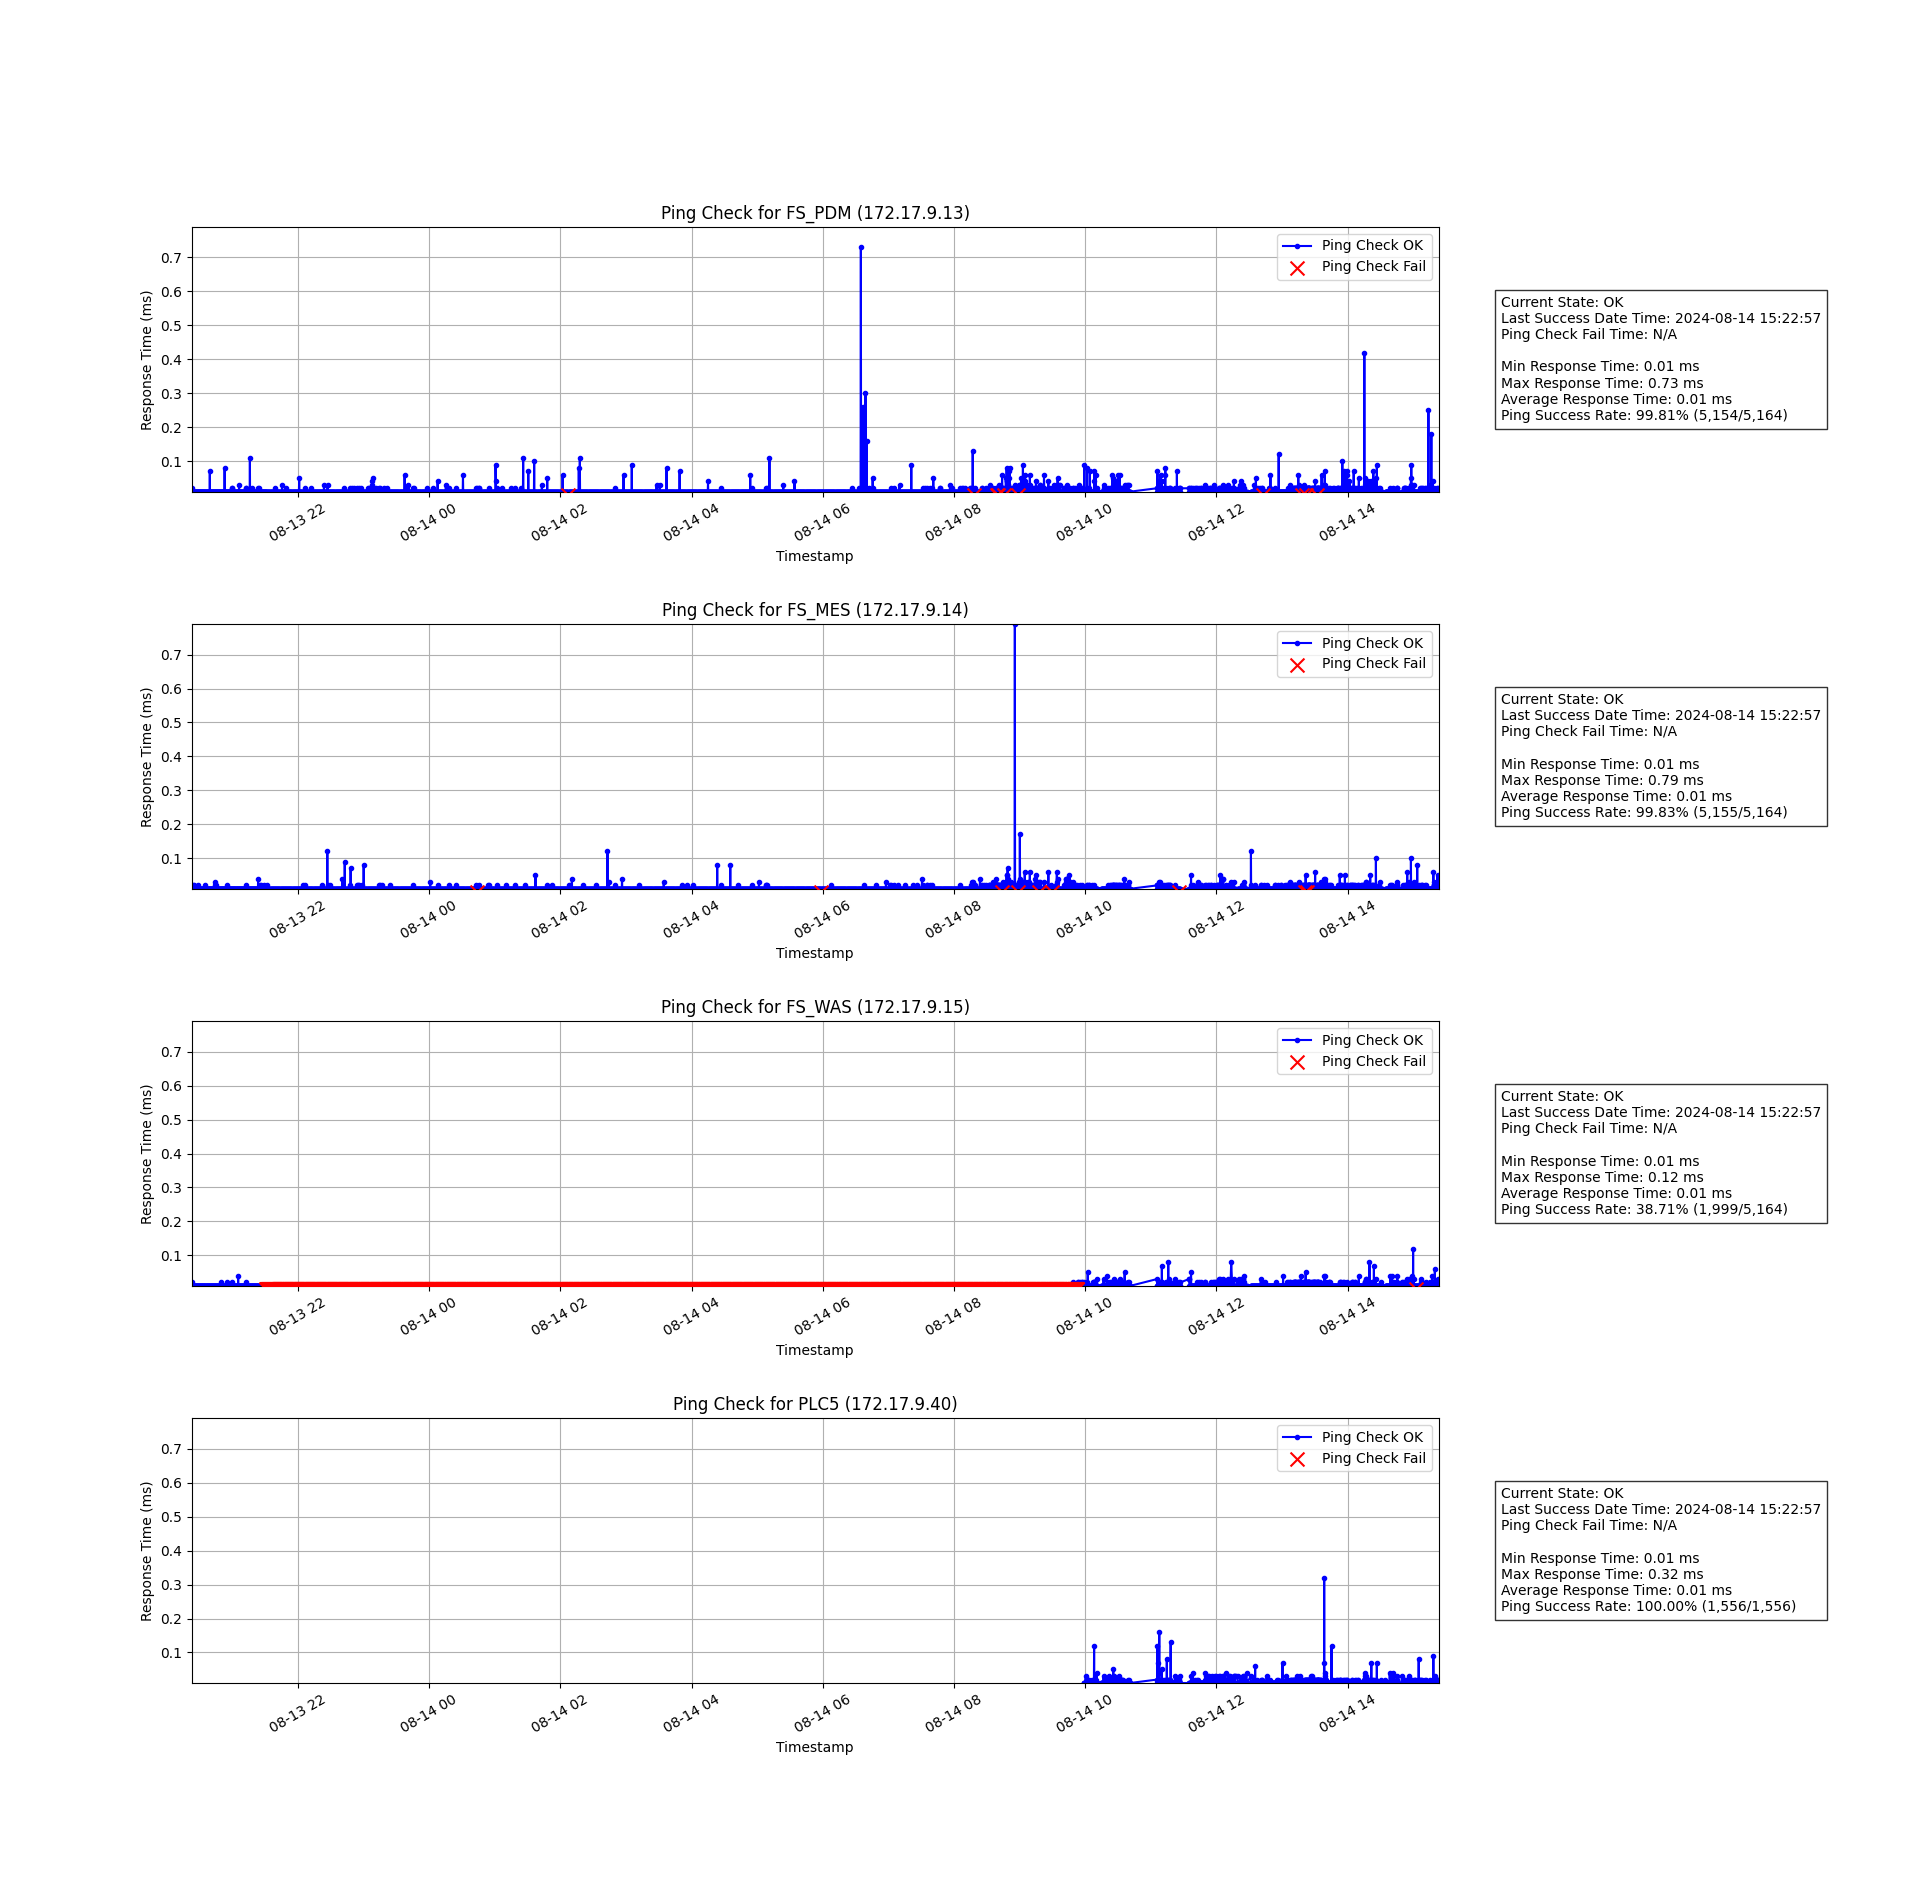 Ping Check for FS_PDM (172.17.9.13)
Response Time (ms)
0.7
0.6
0.5
0.4
0.3
0.2
0.1
Ping Check OK
Ping Check Fail
08-13 22
08-14 00
08-14 02
08-14 04
08-14 06
08-14 08
08-14 10
08-14 12
08-14 14
Timestamp
Current State: OK
Last Success Date Time: 2024-08-14 15:22:57
Ping Check Fail Time: N/A
Min Response Time: 0.01 ms
Max Response Time: 0.73 ms
Average Response Time: 0.01 ms
Ping Success Rate: 99.81% (5,154/5,164)
Ping Check for FS_MES (172.17.9.14)
Response Time (ms)
0.7
0.6
0.5
0.4
0.3
0.2
0.1
Ping Check OK
Ping Check Fail
08-13 22
08-14 00
08-14 02
08-14 04
08-14 06
08-14 08
08-14 10
08-14 12
08-14 14
Timestamp
Current State: OK
Last Success Date Time: 2024-08-14 15:22:57
Ping Check Fail Time: N/A
Min Response Time: 0.01 ms
Max Response Time: 0.79 ms
Average Response Time: 0.01 ms
Ping Success Rate: 99.83% (5,155/5,164)
Ping Check for FS_WAS (172.17.9.15)
Response Time (ms)
0.7
0.6
0.5
0.4
0.3
0.2
0.1
Ping Check OK
Ping Check Fail
08-13 22
08-14 00
08-14 02
08-14 04
08-14 06
08-14 08
08-14 10
08-14 12
08-14 14
Timestamp
Current State: OK
Last Success Date Time: 2024-08-14 15:22:57
Ping Check Fail Time: N/A
Min Response Time: 0.01 ms
Max Response Time: 0.12 ms
Average Response Time: 0.01 ms
Ping Success Rate: 38.71% (1,999/5,164)
Ping Check for PLC5 (172.17.9.40)
Response Time (ms)
0.7
0.6
0.5
0.4
0.3
0.2
0.1
Ping Check OK
Ping Check Fail
08-13 22
08-14 00
08-14 02
08-14 04
08-14 06
08-14 08
08-14 10
08-14 12
08-14 14
Timestamp
Current State: OK
Last Success Date Time: 2024-08-14 15:22:57
Ping Check Fail Time: N/A
Min Response Time: 0.01 ms
Max Response Time: 0.32 ms
Average Response Time: 0.01 ms
Ping Success Rate: 100.00% (1,556/1,556)